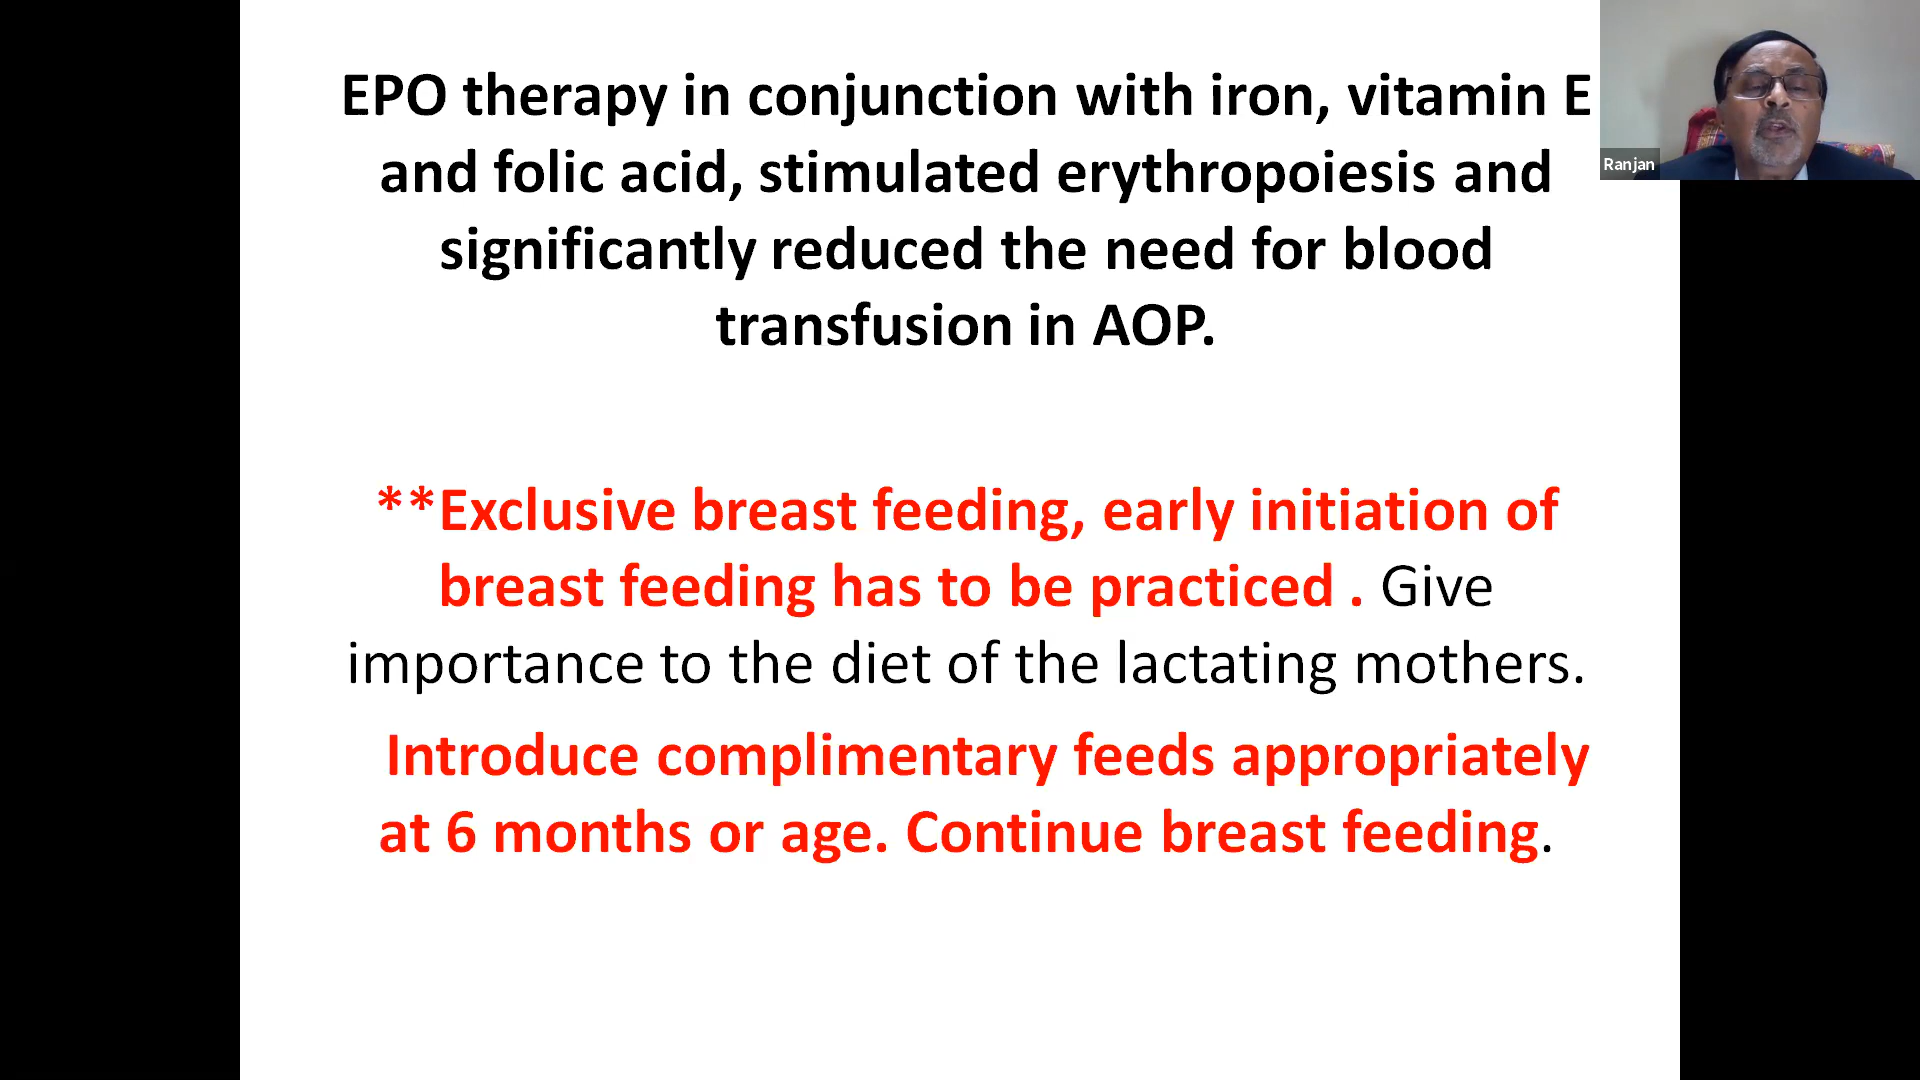 EPO therapy in conjunction with iron, vitamin E
and folic acid, stimulated erythropoiesis and
significantly reduced the need for blood
transfusion in AOP.
Ranjan
**Exclusive breast feeding, early initiation of
breast feeding has to be practiced . Give
importance to the diet of the lactating mothers.
Introduce complimentary feeds appropriately
at 6 months or age. Continue breast feeding.